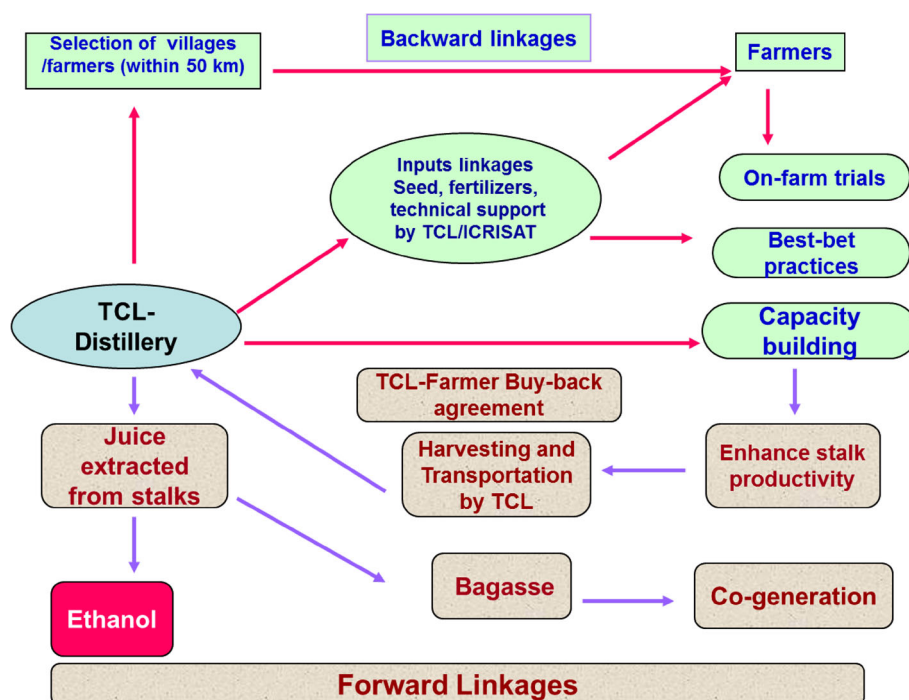 Selection of villages
/farmers (within 50 km)
Backward linkages
Farmers
Inputs linkages
Seed, fertilizers,
technical support
by TCL/ICRISAT
On-farm trials
Best-bet
practices
TCL-
Distillery
Capacity
building
TCL-Farmer Buy-back
agreement
Juice
extracted
from stalks
Harvesting and
Transportation
by TCL
Enhance stalk
productivity
Bagasse
Co-generation
Ethanol
Forward Linkages